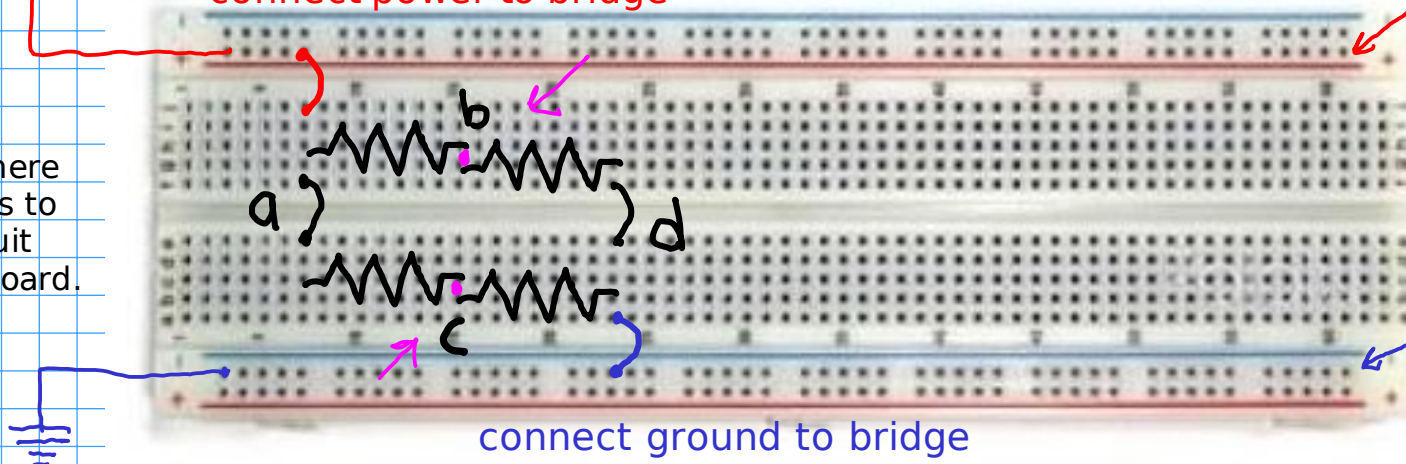 connect power to bridge
b
here
s to
a
d
uit
oard.
c
connect ground to bridge